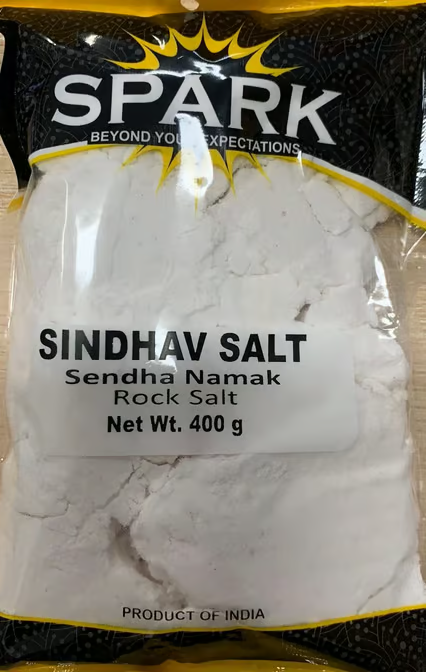 SPARK
BEYOND YOUR EXPECTATIONS
SINDHAV SALT
Sendha Namak
Rock Salt
Net Wt. 400 g
PRODUCT OF INDIA